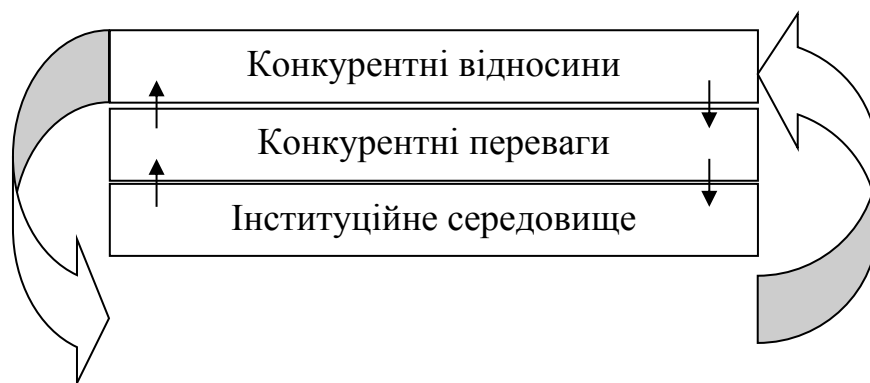 Конкурентні відносини
Конкурентні переваги
Інституційне середовище